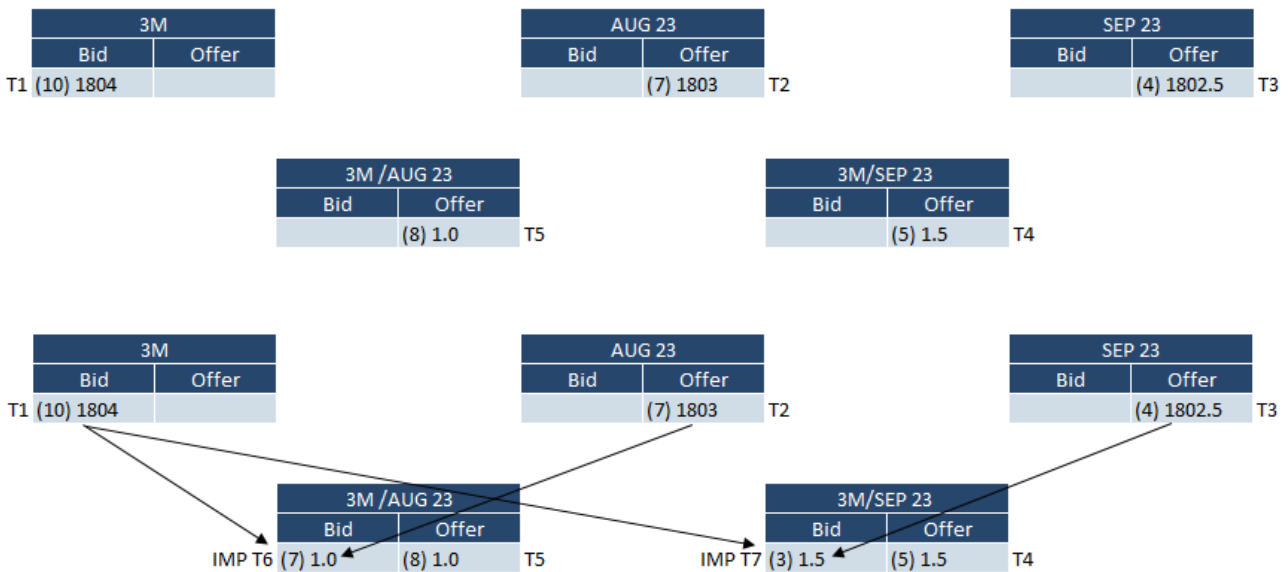 3M AUG 23 SEP 23
Bid Offer Bid Offer Bid Offer
T1 (10) 1804 (7) 1803 T2 (4) 1802.5 T3
3M /AUG 23 3M/SEP 23
Bid Offer Bid Offer
(8) 1.0 T5 (5) 1.5 T4
3M AUG 23 SEP 23
Bid Offer Bid Offer Bid Offer
T1 (10) 1804 (7) 1803 T2 (4) 1802.5 T3
3M /AUG 23 3M/SEP 23
Bid Offer Bid Offer
IMP T6 (7) 1.0 (8) 1.0 T5 IMP T7 (3) 1.5 (5) 1.5 T4